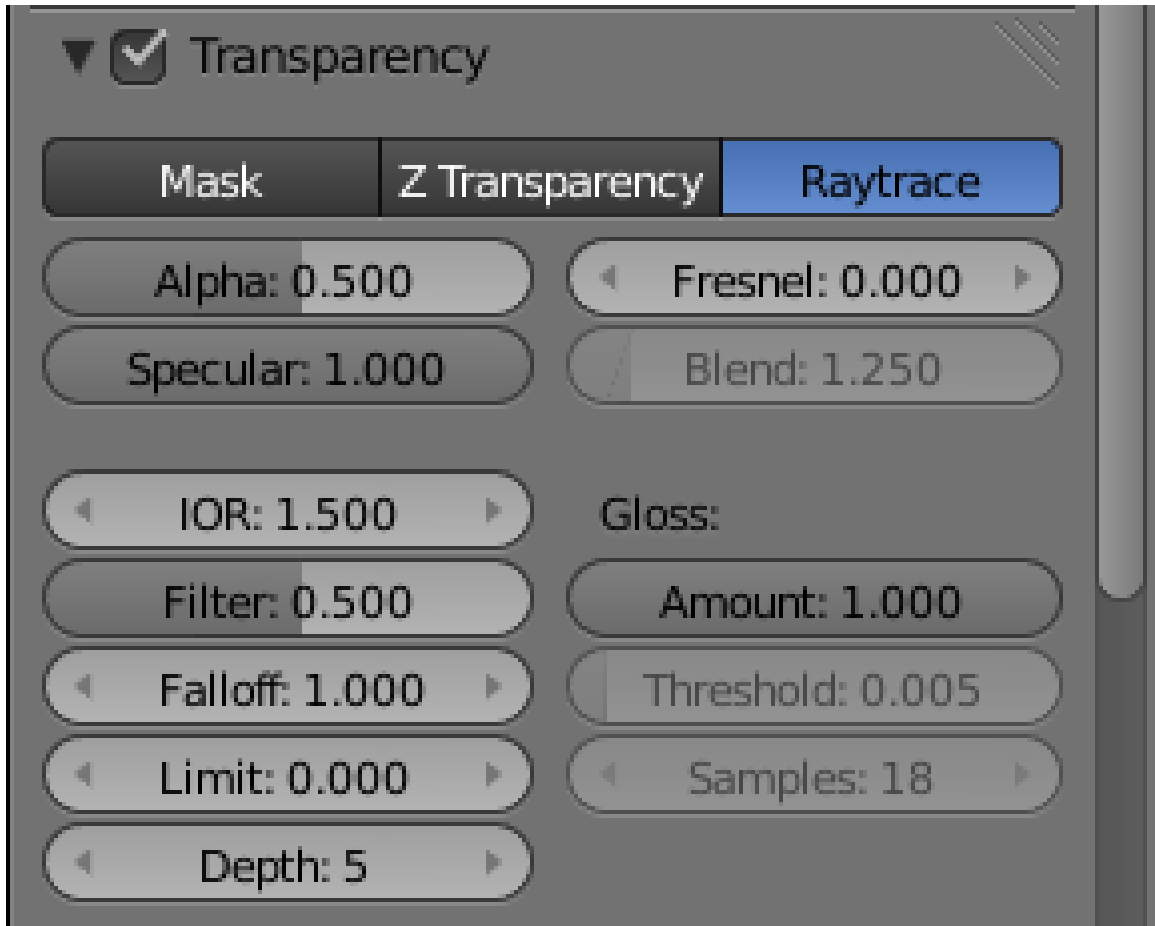 Transparency
Mask Z Transparency Raytrace
Alpha: 0.500 Fresnel: 0.000
Specular: 1.000 Blend: 1.250
IOR: 1.500 Gloss:
Filter: 0.500 Amount: 1.000
Falloff: 1.000 Threshold: 0.005
Limit: 0.000 Samples: 18
Depth: 5